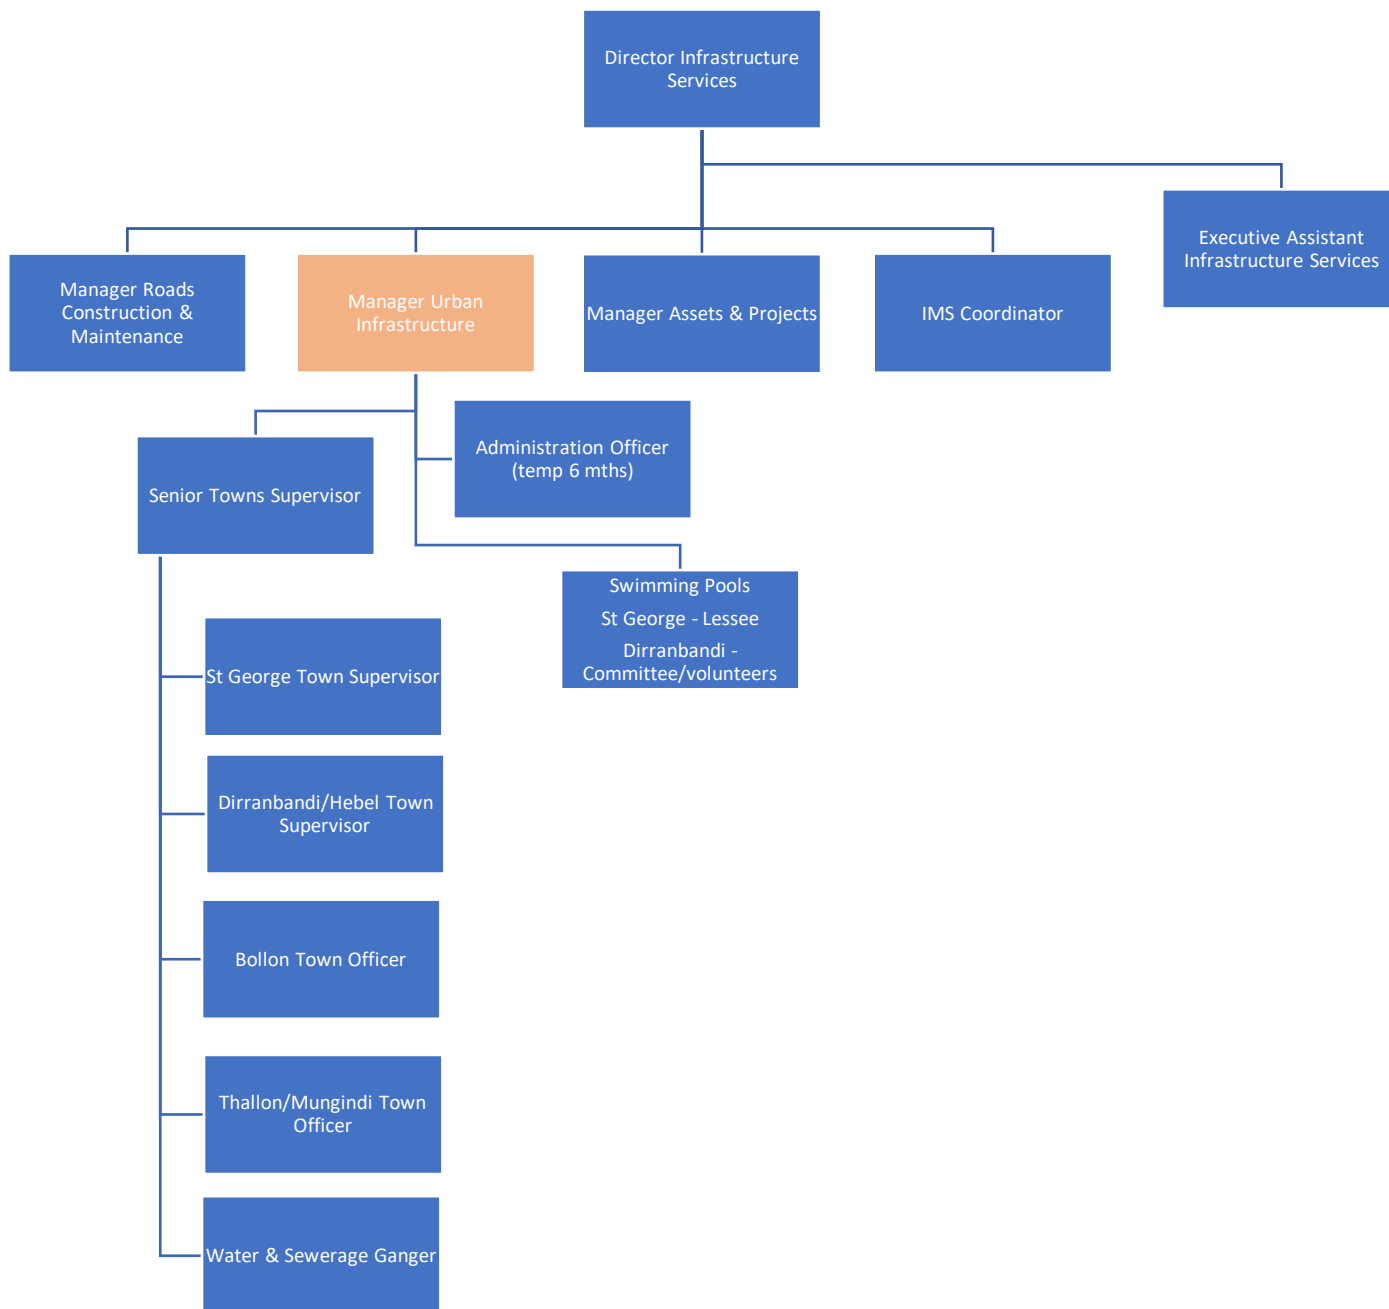 Director Infrastructure
Services
Executive Assistant
Infrastructure Services
Manager Roads
Construction &
Maintenance
Manager Urban
Infrastructure
Manager Assets & Projects
IMS Coordinator
Administration Officer
(temp 6 mths)
Senior Towns Supervisor
Swimming Pools
St George - Lessee
Dirranbandi -
Committee/volunteers
St George Town Supervisor
Dirranbandi/Hebel Town
Supervisor
Bollon Town Officer
Thallon/Mungindi Town
Officer
Water & Sewerage Ganger